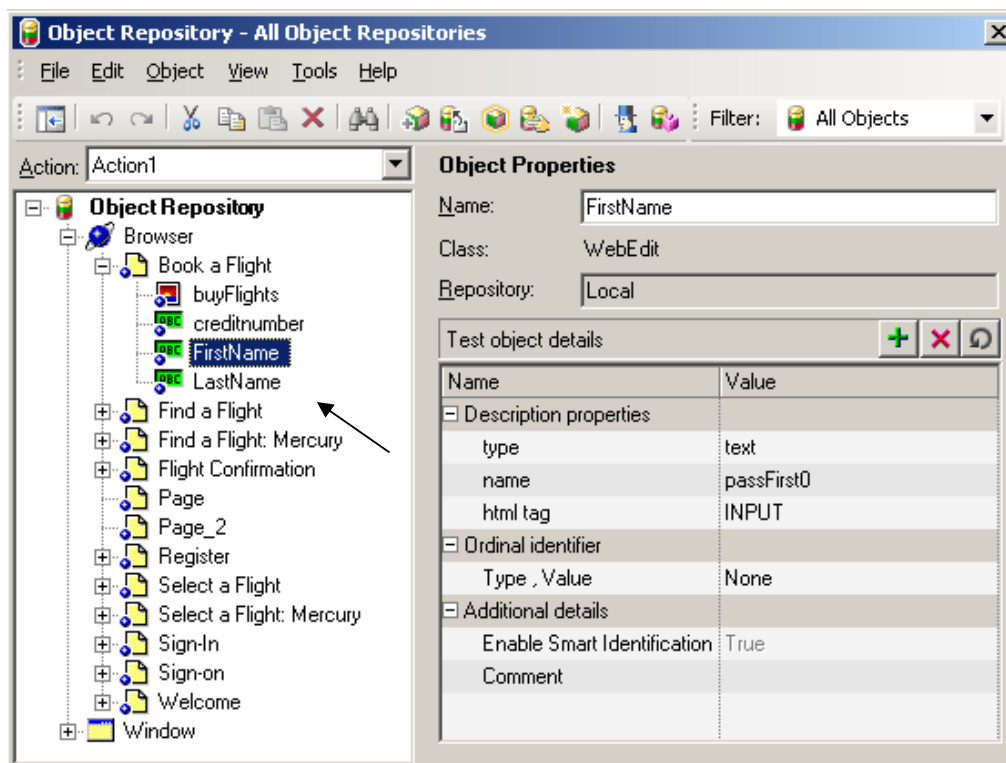 Object Repository - All Object Repositories
File Edit Object View Tools Help
Filter: All Objects
Action: Action1
Object Repository
Browser
Book a Flight
buyFlights
creditnumber
FirstName
LastName
Find a Flight
Find a Flight: Mercury
Flight Confirmation
Page
Page_2
Register
Select a Flight
Select a Flight: Mercury
Sign-In
Sign-on
Welcome
Window
Object Properties
Name: FirstName
Class: WebEdit
Repository: Local
Test object details
Name Value
Description properties
type text
name passFirst0
html tag INPUT
Ordinal identifier
Type , Value None
Additional details
Enable Smart Identification True
Comment